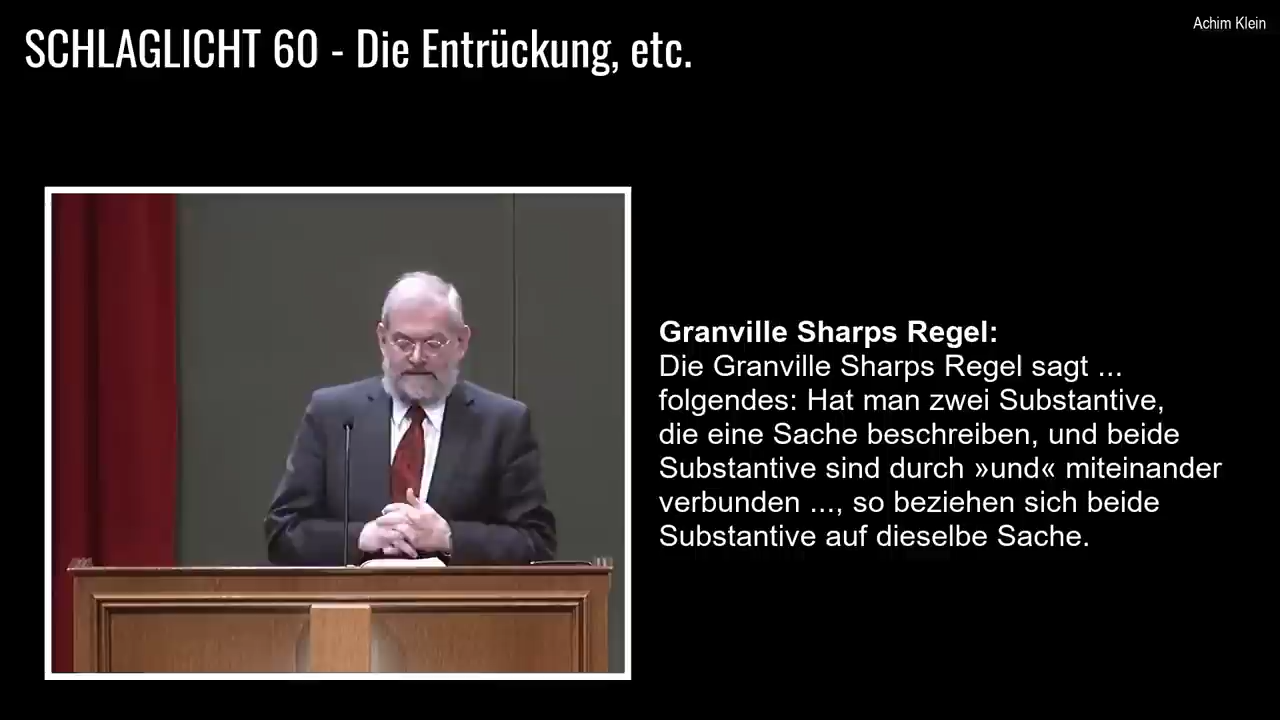 SCHLAGLICHT 60 - Die Entrückung, etc.
Achim Klein
Granville Sharps Regel:
Die Granville Sharps Regel sagt ...
folgendes: Hat man zwei Substantive,
die eine Sache beschreiben, und beide
Substantive sind durch »und« miteinander
verbunden ..., so beziehen sich beide
Substantive auf dieselbe Sache.